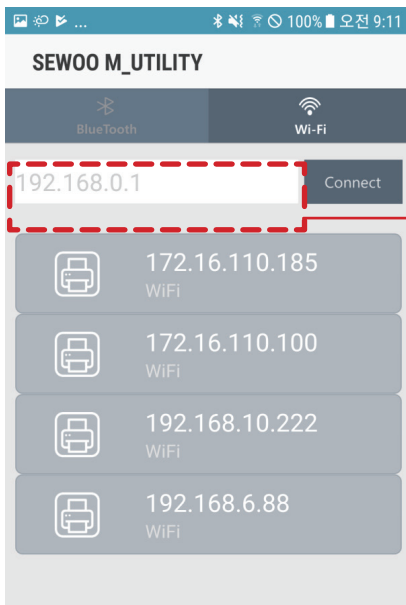 ... 100% 오전 9:11
SEWOO M_UTILITY
BlueTooth Wi-Fi
192.168.0.1 Connect
172.16.110.185
WiFi
172.16.110.100
WiFi
192.168.10.222
WiFi
192.168.6.88
WiFi